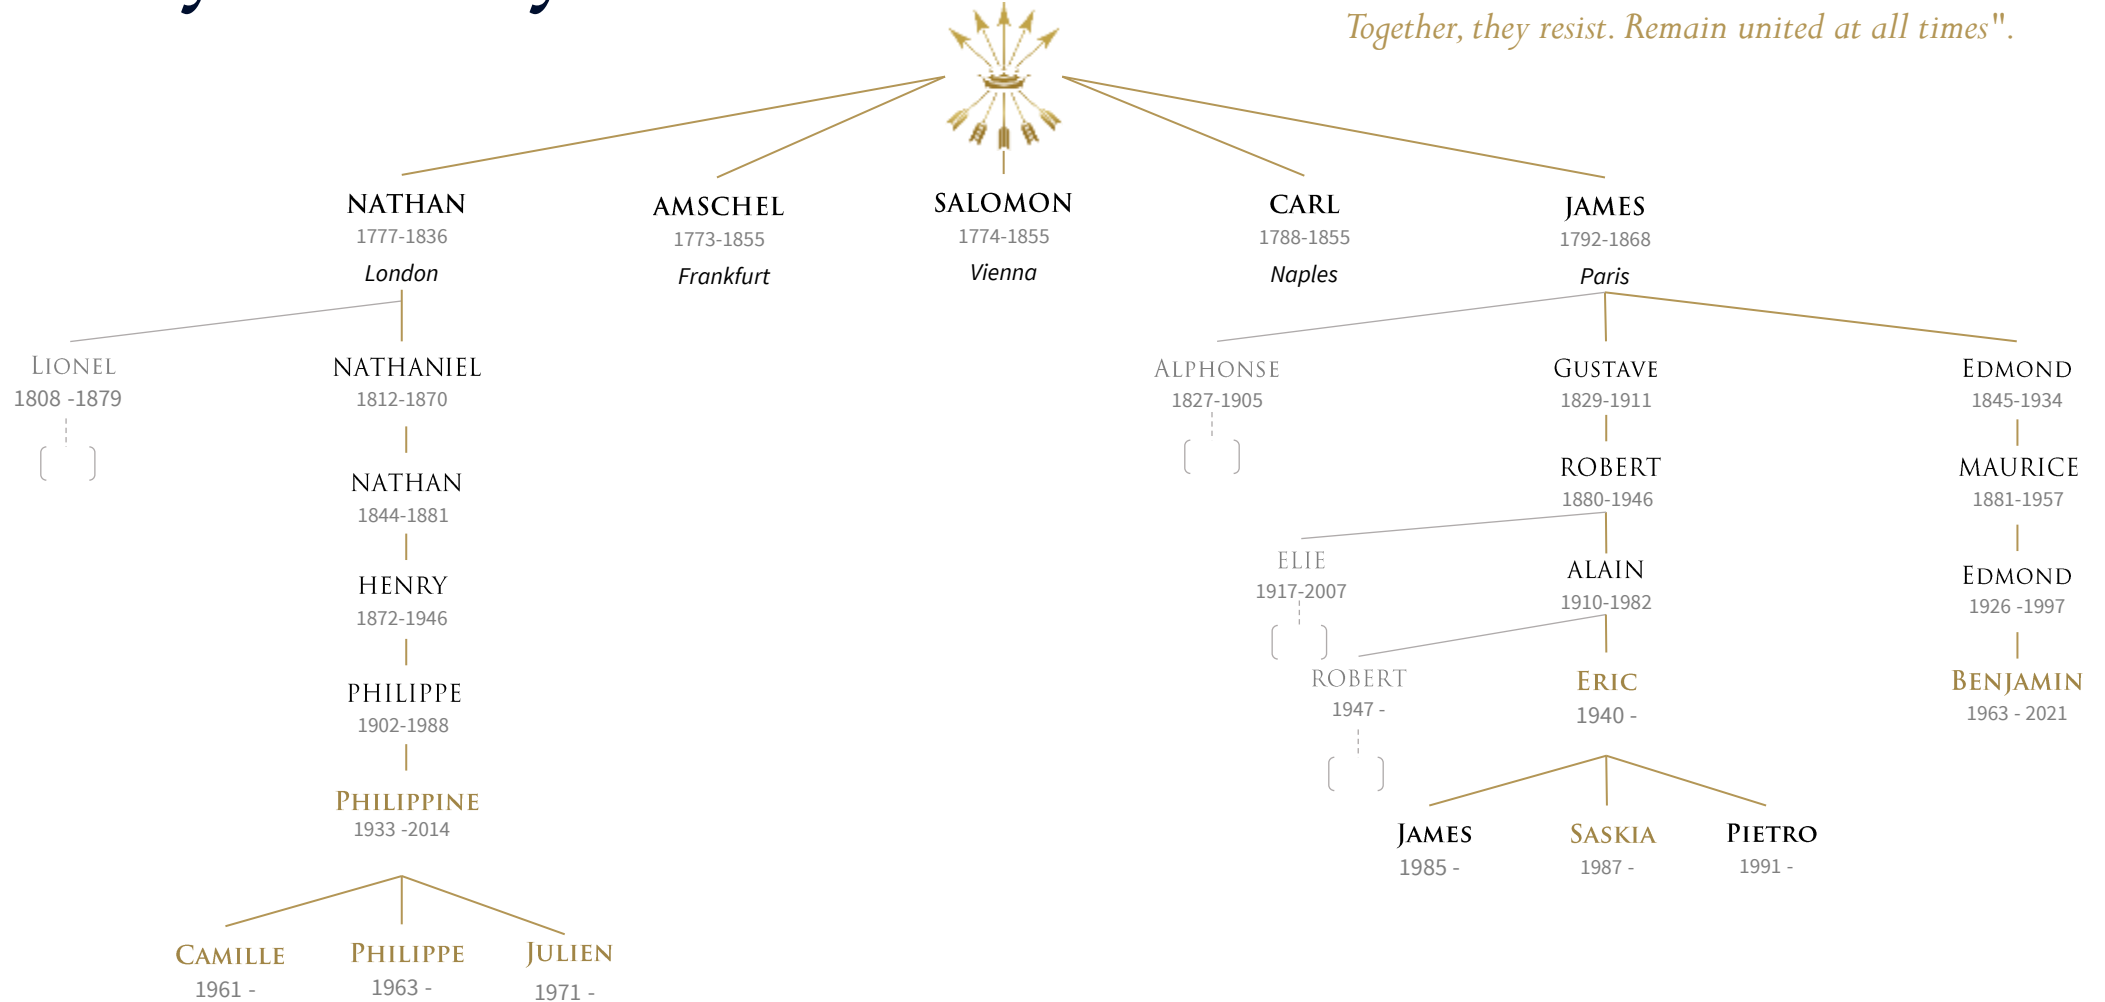 Together, they resist. Remain united at all times".
NATHAN
1777-1836
London
AMSCHEL
1773-1855
Frankfurt
SALOMON
1774-1855
Vienna
CARL
1788-1855
Naples
JAMES
1792-1868
Paris
LIONEL
1808 -1879
NATHANIEL
1812-1870
NATHAN
1844-1881
HENRY
1872-1946
PHILIPPE
1902-1988
PHILIPPINE
1933 -2014
CAMILLE
1961 -
PHILIPPE
1963 -
JULIEN
1971 -
ALPHONSE
1827-1905
GUSTAVE
1829-1911
ROBERT
1880-1946
ELIE
1917-2007
ALAIN
1910-1982
ROBERT
1947 -
ERIC
1940 -
JAMES
1985 -
SASKIA
1987 -
PIETRO
1991 -
EDMOND
1845-1934
MAURICE
1881-1957
EDMOND
1926 -1997
BENJAMIN
1963 - 2021